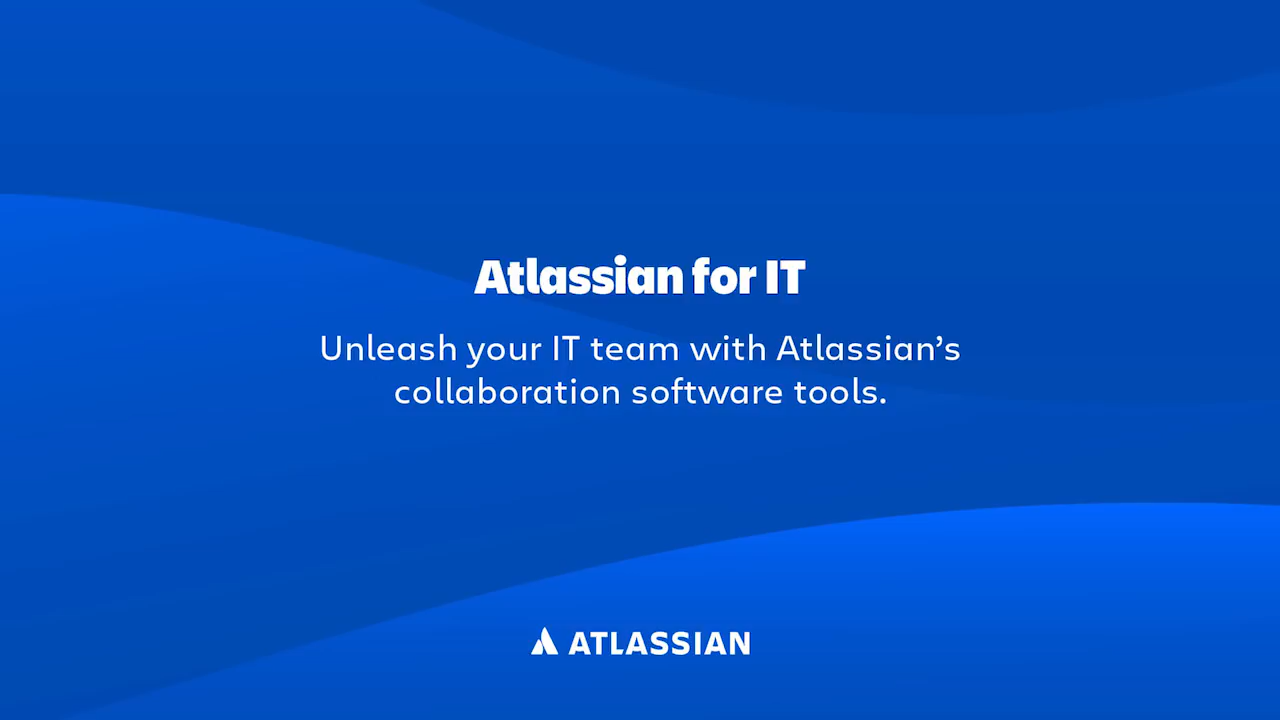 Atlassian for IT
Unleash your IT team with Atlassian’s
collaboration software tools.
ATLASSIAN